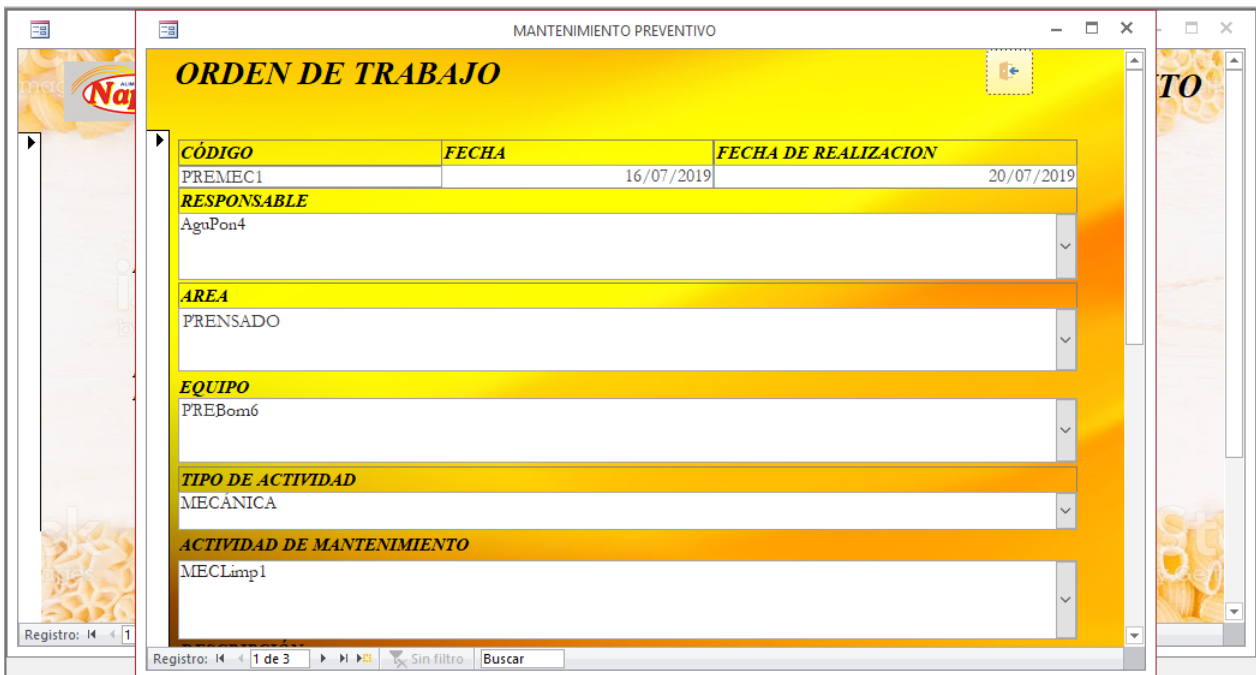 MANTENIMIENTO PREVENTIVO
ORDEN DE TRABAJO
TO
CÓDIGO FECHA FECHA DE REALIZACION
PREMEC1 16/07/2019 20/07/2019
RESPONSABLE
AguPon4
AREA
PRENSADO
EQUIPO
PREBom6
TIPO DE ACTIVIDAD
MECÁNICA
ACTIVIDAD DE MANTENIMIENTO
MECLimp1
Registro: 1
Registro: 1 de 3 Sin filtro Buscar